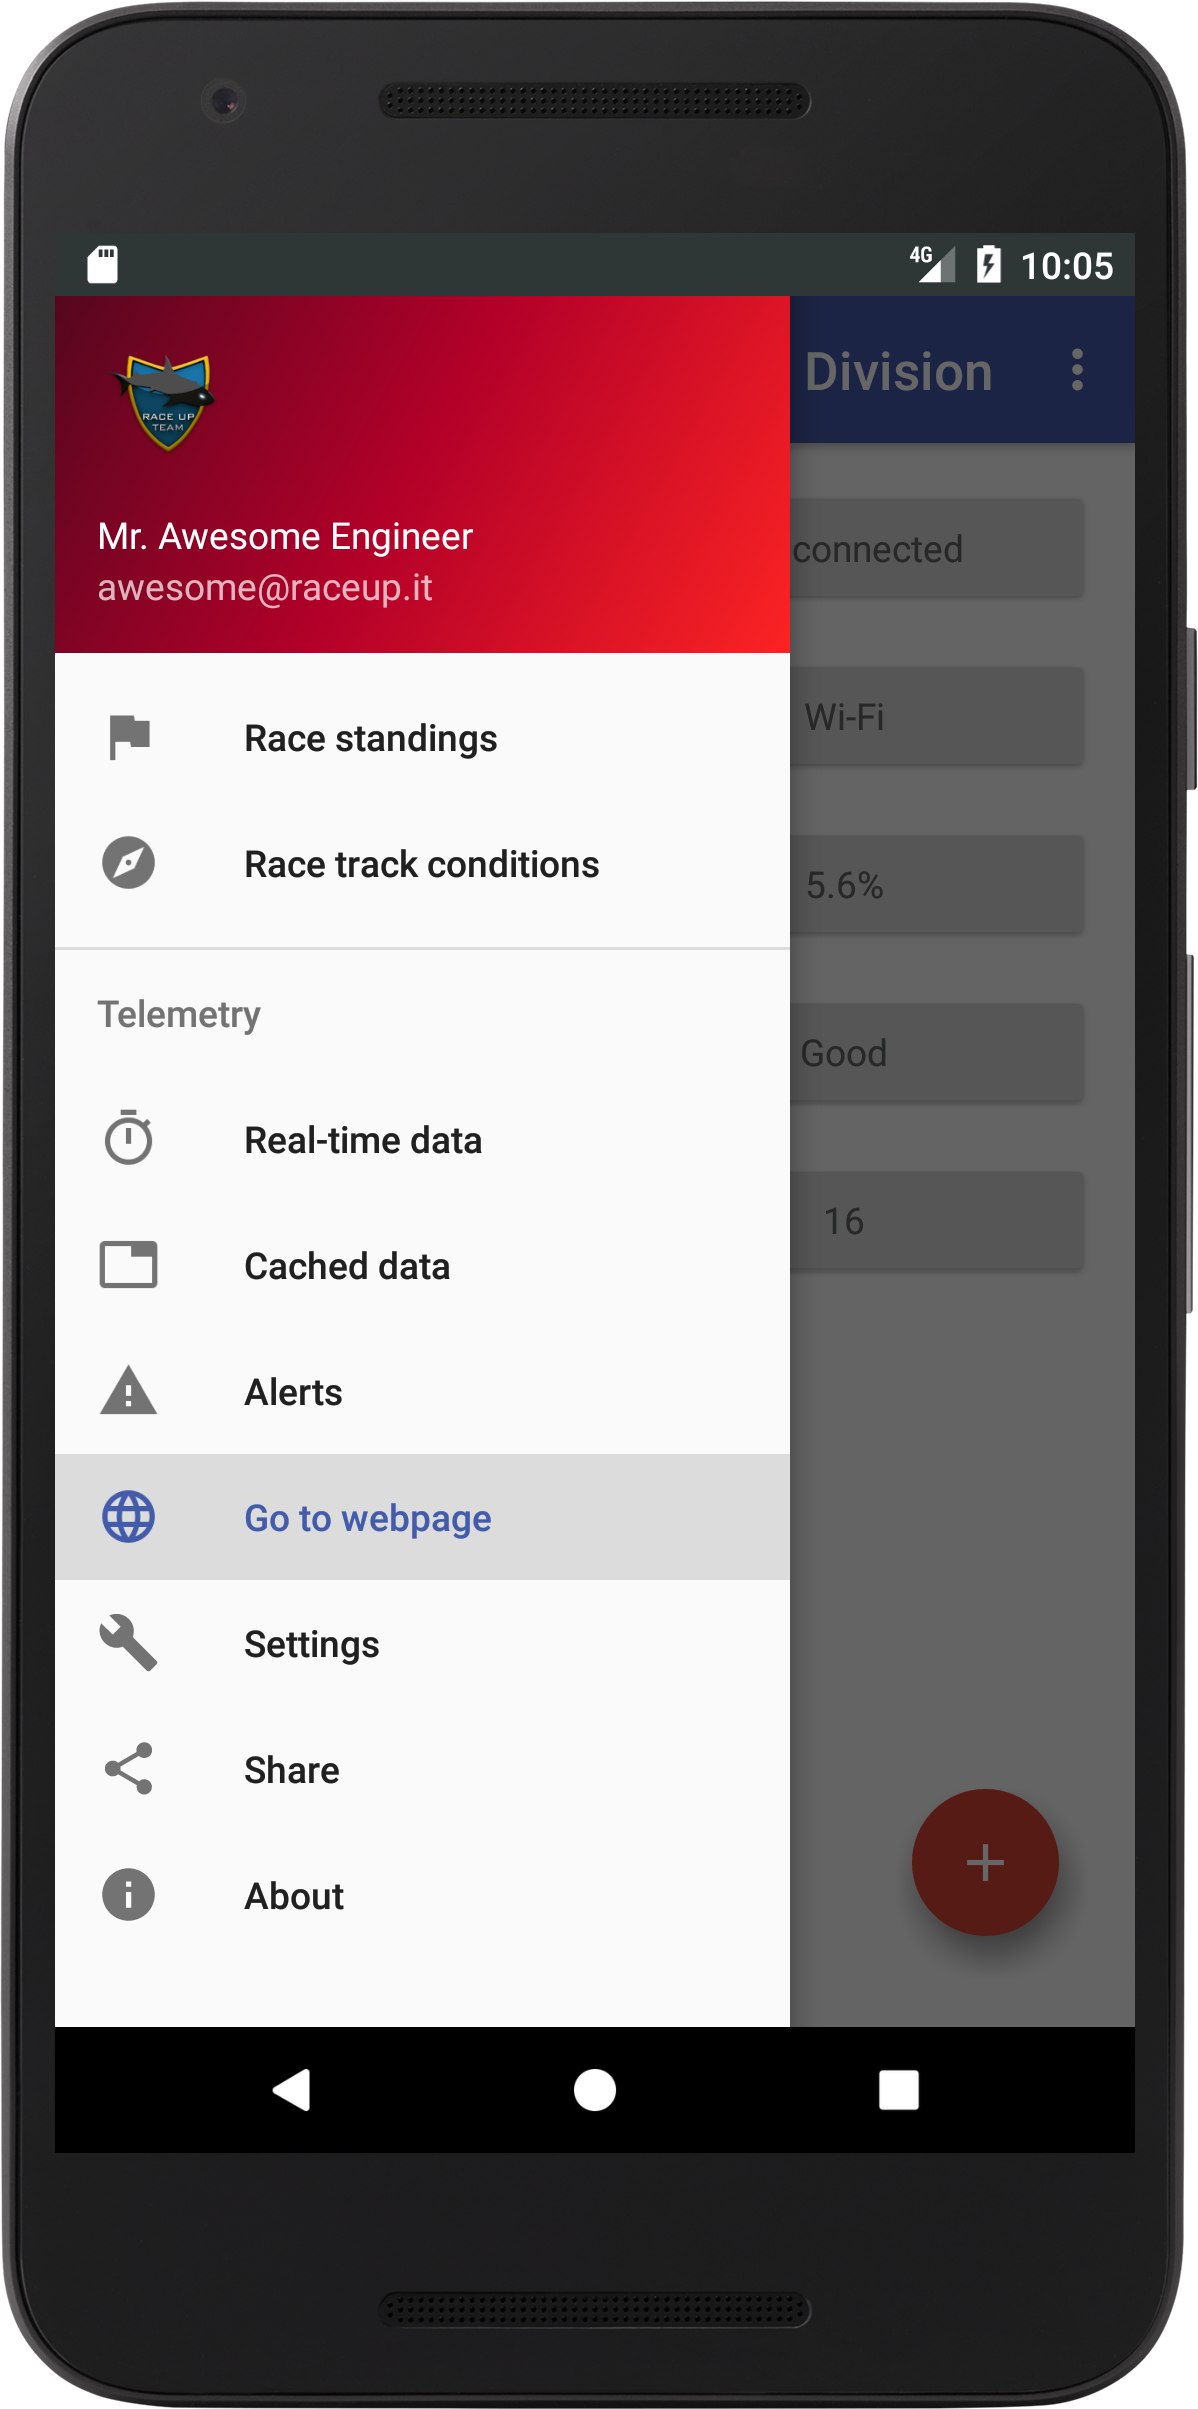 4G 10:05
RACE UP
TEAM
Division
Mr. Awesome Engineer
awesome@raceup.it
connected
Wi-Fi
5.6%
Good
16
Race standings
Race track conditions
Telemetry
Real-time data
Cached data
Alerts
Go to webpage
Settings
Share
About